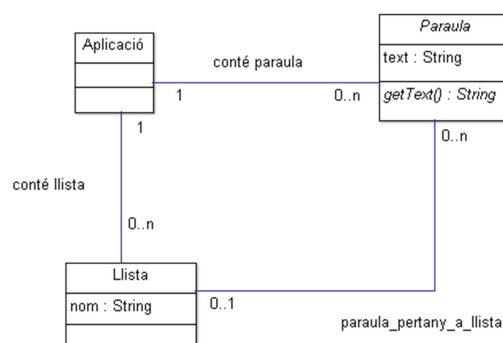 Aplicació
conté paraula
1
0..n
Paraula
text : String
getText() : String
1
0..n
conté llista
0..n
Llista
nom : String
0..1
paraula_pertany_a_llista